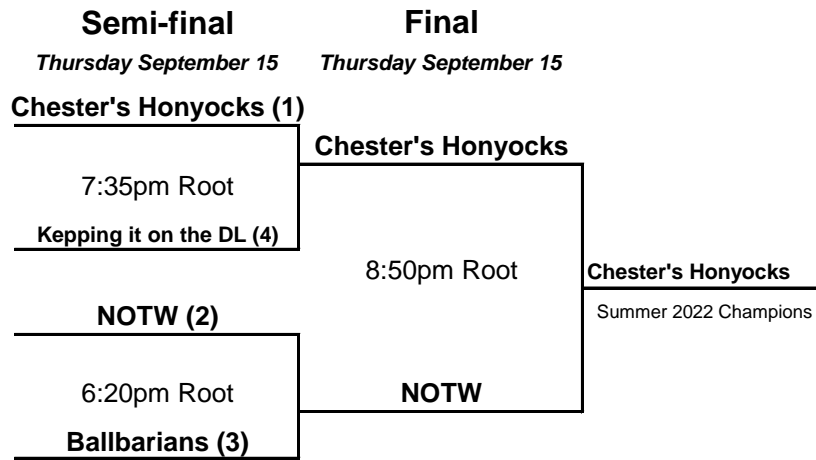 Semi-final
Final
Thursday September 15
Thursday September 15
Chester's Honyocks (1)
Chester's Honyocks
7:35pm Root
Kepping it on the DL (4)
8:50pm Root
Chester's Honyocks
Summer 2022 Champions
NOTW (2)
6:20pm Root
NOTW
Ballbarians (3)